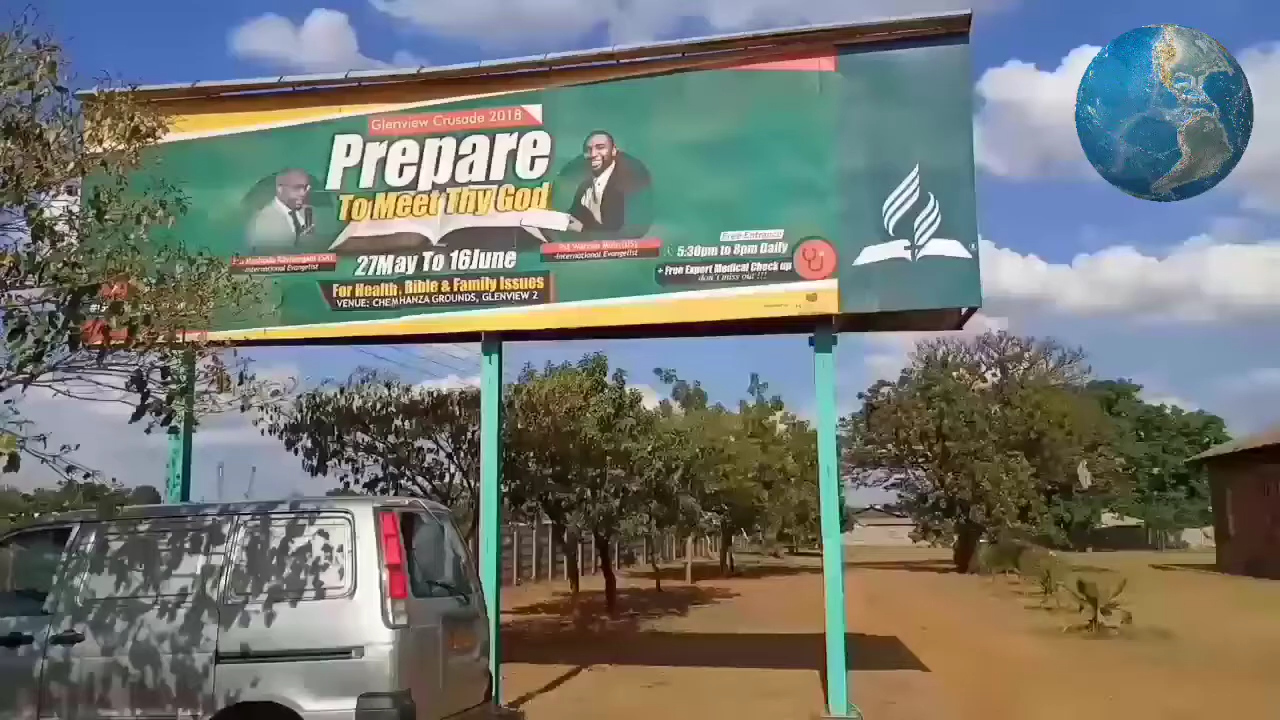 Glenview Crusade 2018
Prepare
To Meet Thy God
-International Evangelist
27May To 16June
For Health, Bible & Family Issues
VENUE: CHEMHANZA GROUNDS, GLENVIEW 2
-International Evangelist
Free-Entrance
5:30pm to 8pm Daily
+ Free Expert Medical Check up
don't miss out !!!